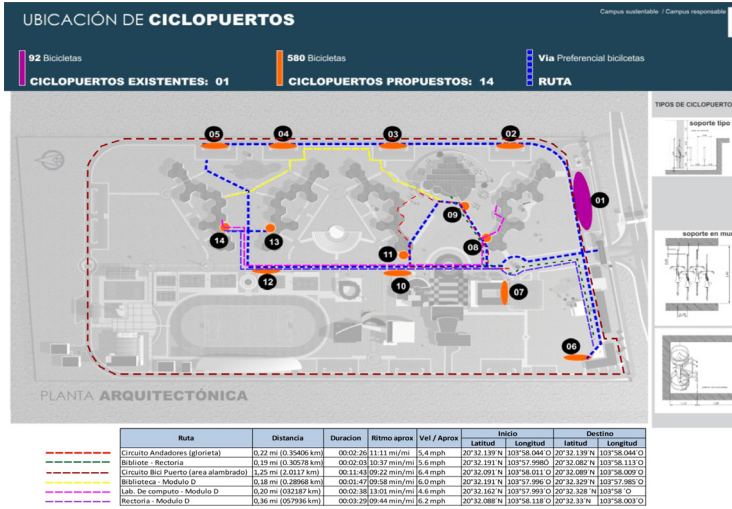 UBICACIÓN DE CICLOPUERTOS
Campus sustentable / Campus responsable
92 Bicicletas
CICLOPUERTOS EXISTENTES: 01
580 Bicicletas
CICLOPUERTOS PROPUESTOS: 14
Via Preferencial bicilcetas
RUTA
TIPOS DE CICLOPUERTO
soporte tipo
soporte en mur
05
04
03
02
01
09
08
14
13
11
12
10
07
06
PLANTA ARQUITECTÓNICA
Ruta Distancia Duracion Ritmo aprox Vel / Aprox Inicio Destino
Latitud Longitud latitud Longitud
Circuito Andadores (glorieta) 0,22 mi (0.35406 km) 00:02:26 11:11 mi/mi 5,4 mph 20°32.139´N 103°58.044´O 20°32.139´N 103°58.044´O
Bibliote - Rectoria 0,19 mi (0.30578 km) 00:02:03 10:37 min/mi 5.6 mph 20°32.191´N 103°57.998O 20°32.082´N 103°58.113´O
Circuito Bici Puerto (area alambrado) 1,25 mi (2.0117 km) 00:11:43 09:22 min/mi 6.4 mph 20°32.091´N 103°58.011´O 20°32.089´N 103°58.009´O
Biblioteca - Modulo D 0,18 mi (0.28968 km) 00:01:47 09:58 min/mi 6.0 mph 20°32.191´N 103°57.996´O 20°32.329´N 103°57.985´O
Lab. De computo - Modulo D 0,20 mi (032187 km) 00:02:38 13:01 min/mi 4.6 mph 20°32.162´N 103°57.993´O 20°32.328´N 103°58 ´O
Rectoria - Modulo D 0,36 mi (057936 km) 00:03:29 09:44 min/mi 6.2 mph 20°32.088´N 103°58.118´O 20°32.33´N 103°58.003´O